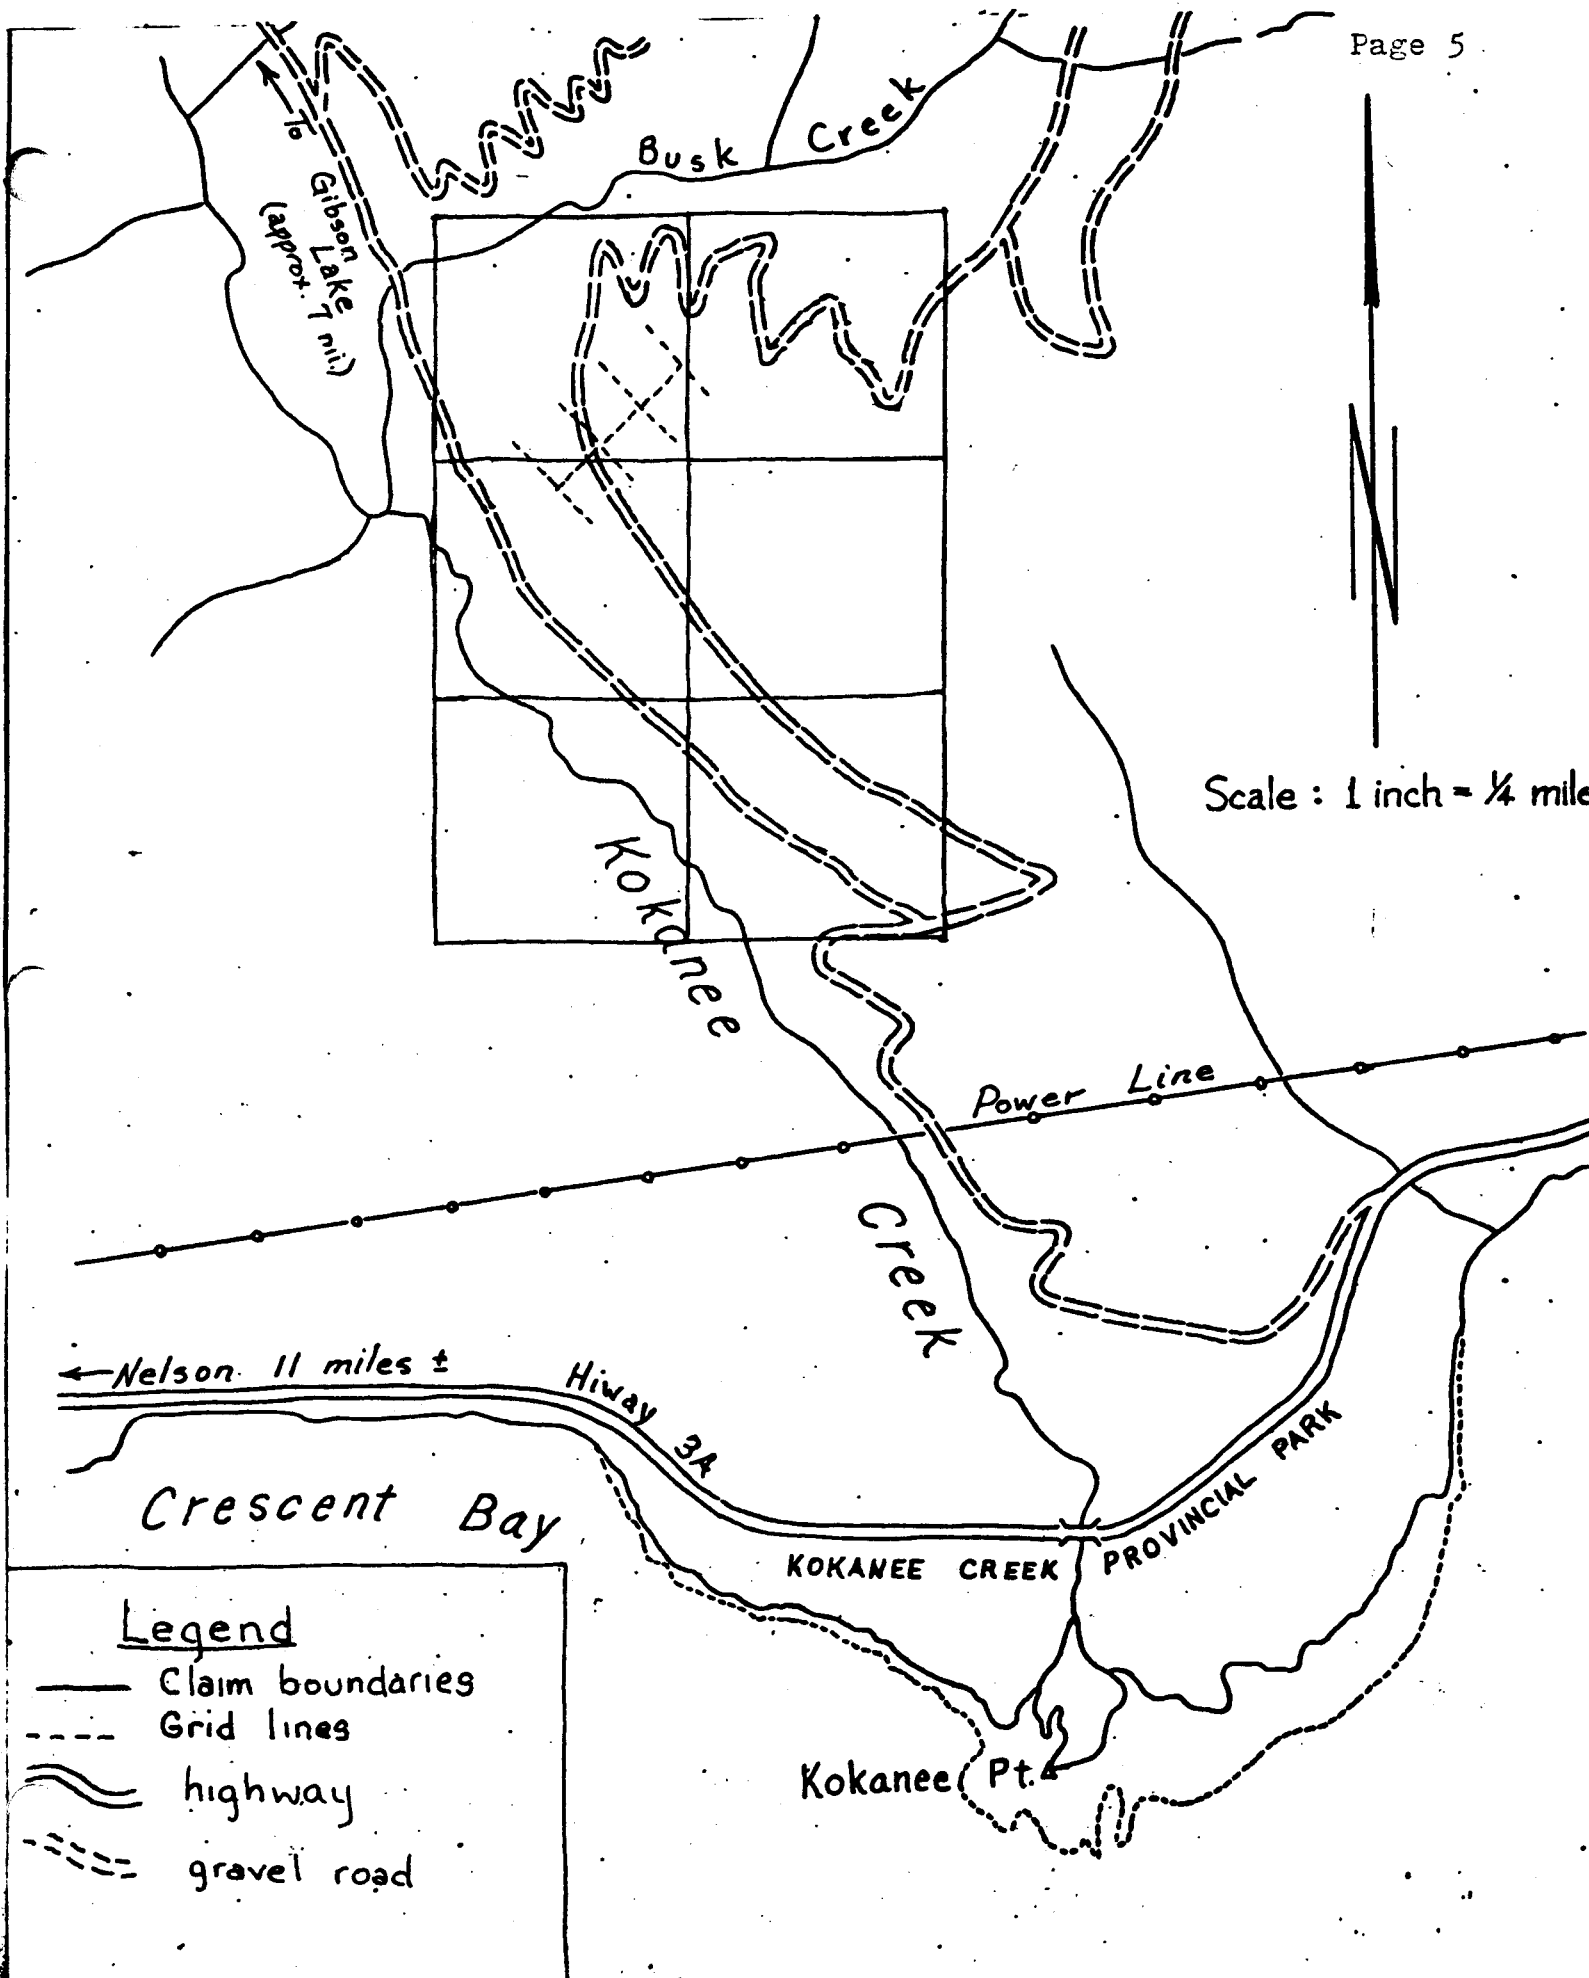 Page 5
Busk Creek
To
Gibson
Lake
(approx. 7 mi.)
N
Scale : 1 inch = ¼ mile
Kokanee Creek
Power Line
←Nelson. 11 miles ±
Hiway 3A
KOKANEE CREEK PROVINCIAL PARK
Crescent Bay
Kokanee Pt.
Legend
Claim boundaries
Grid lines
highway
gravel road